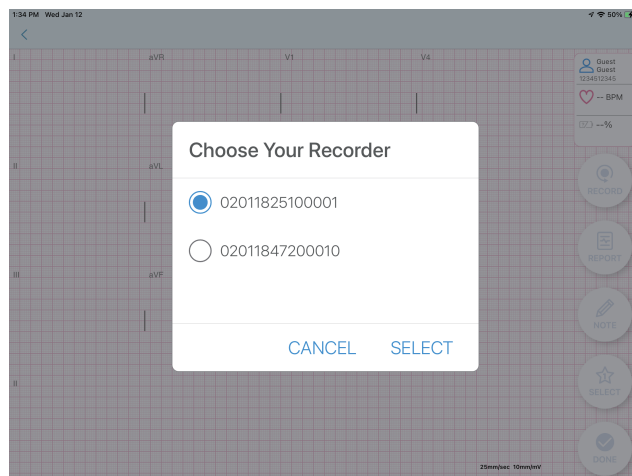 1:34 PM Wed Jan 12
50%
I
aVR
V1
V4
Guest
Guest
1234512345
-- BPM
--%
Choose Your Recorder
02011825100001
02011847200010
CANCEL
SELECT
II
aVL
III
aVF
II
RECORD
REPORT
NOTE
SELECT
DONE
25mm/sec 10mm/mV